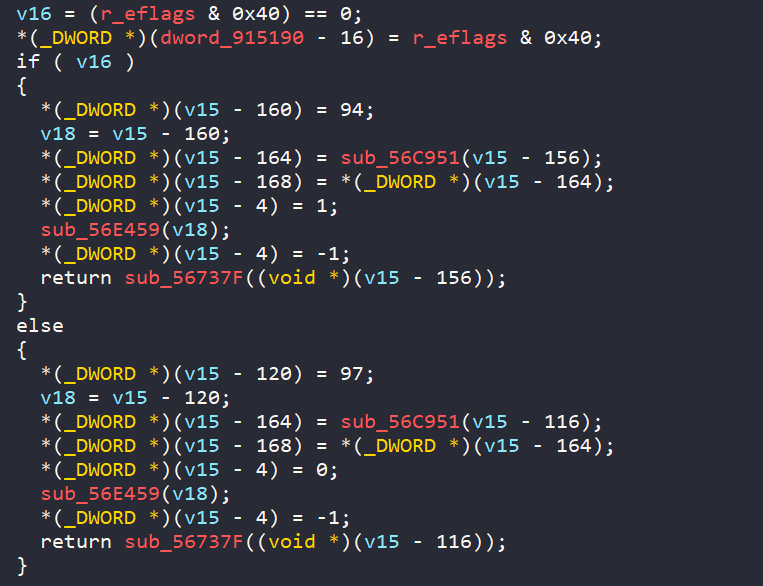 v16 = (r_eflags & 0x40) == 0;
*(_DWORD *)(dword_915190 - 16) = r_eflags & 0x40;
if ( v16 )
{
  *(_DWORD *)(v15 - 160) = 94;
  v18 = v15 - 160;
  *(_DWORD *)(v15 - 164) = sub_56C951(v15 - 156);
  *(_DWORD *)(v15 - 168) = *(_DWORD *)(v15 - 164);
  *(_DWORD *)(v15 - 4) = 1;
  sub_56E459(v18);
  *(_DWORD *)(v15 - 4) = -1;
  return sub_56737F((void *)(v15 - 156));
}
else
{
  *(_DWORD *)(v15 - 120) = 97;
  v18 = v15 - 120;
  *(_DWORD *)(v15 - 164) = sub_56C951(v15 - 116);
  *(_DWORD *)(v15 - 168) = *(_DWORD *)(v15 - 164);
  *(_DWORD *)(v15 - 4) = 0;
  sub_56E459(v18);
  *(_DWORD *)(v15 - 4) = -1;
  return sub_56737F((void *)(v15 - 116));
}